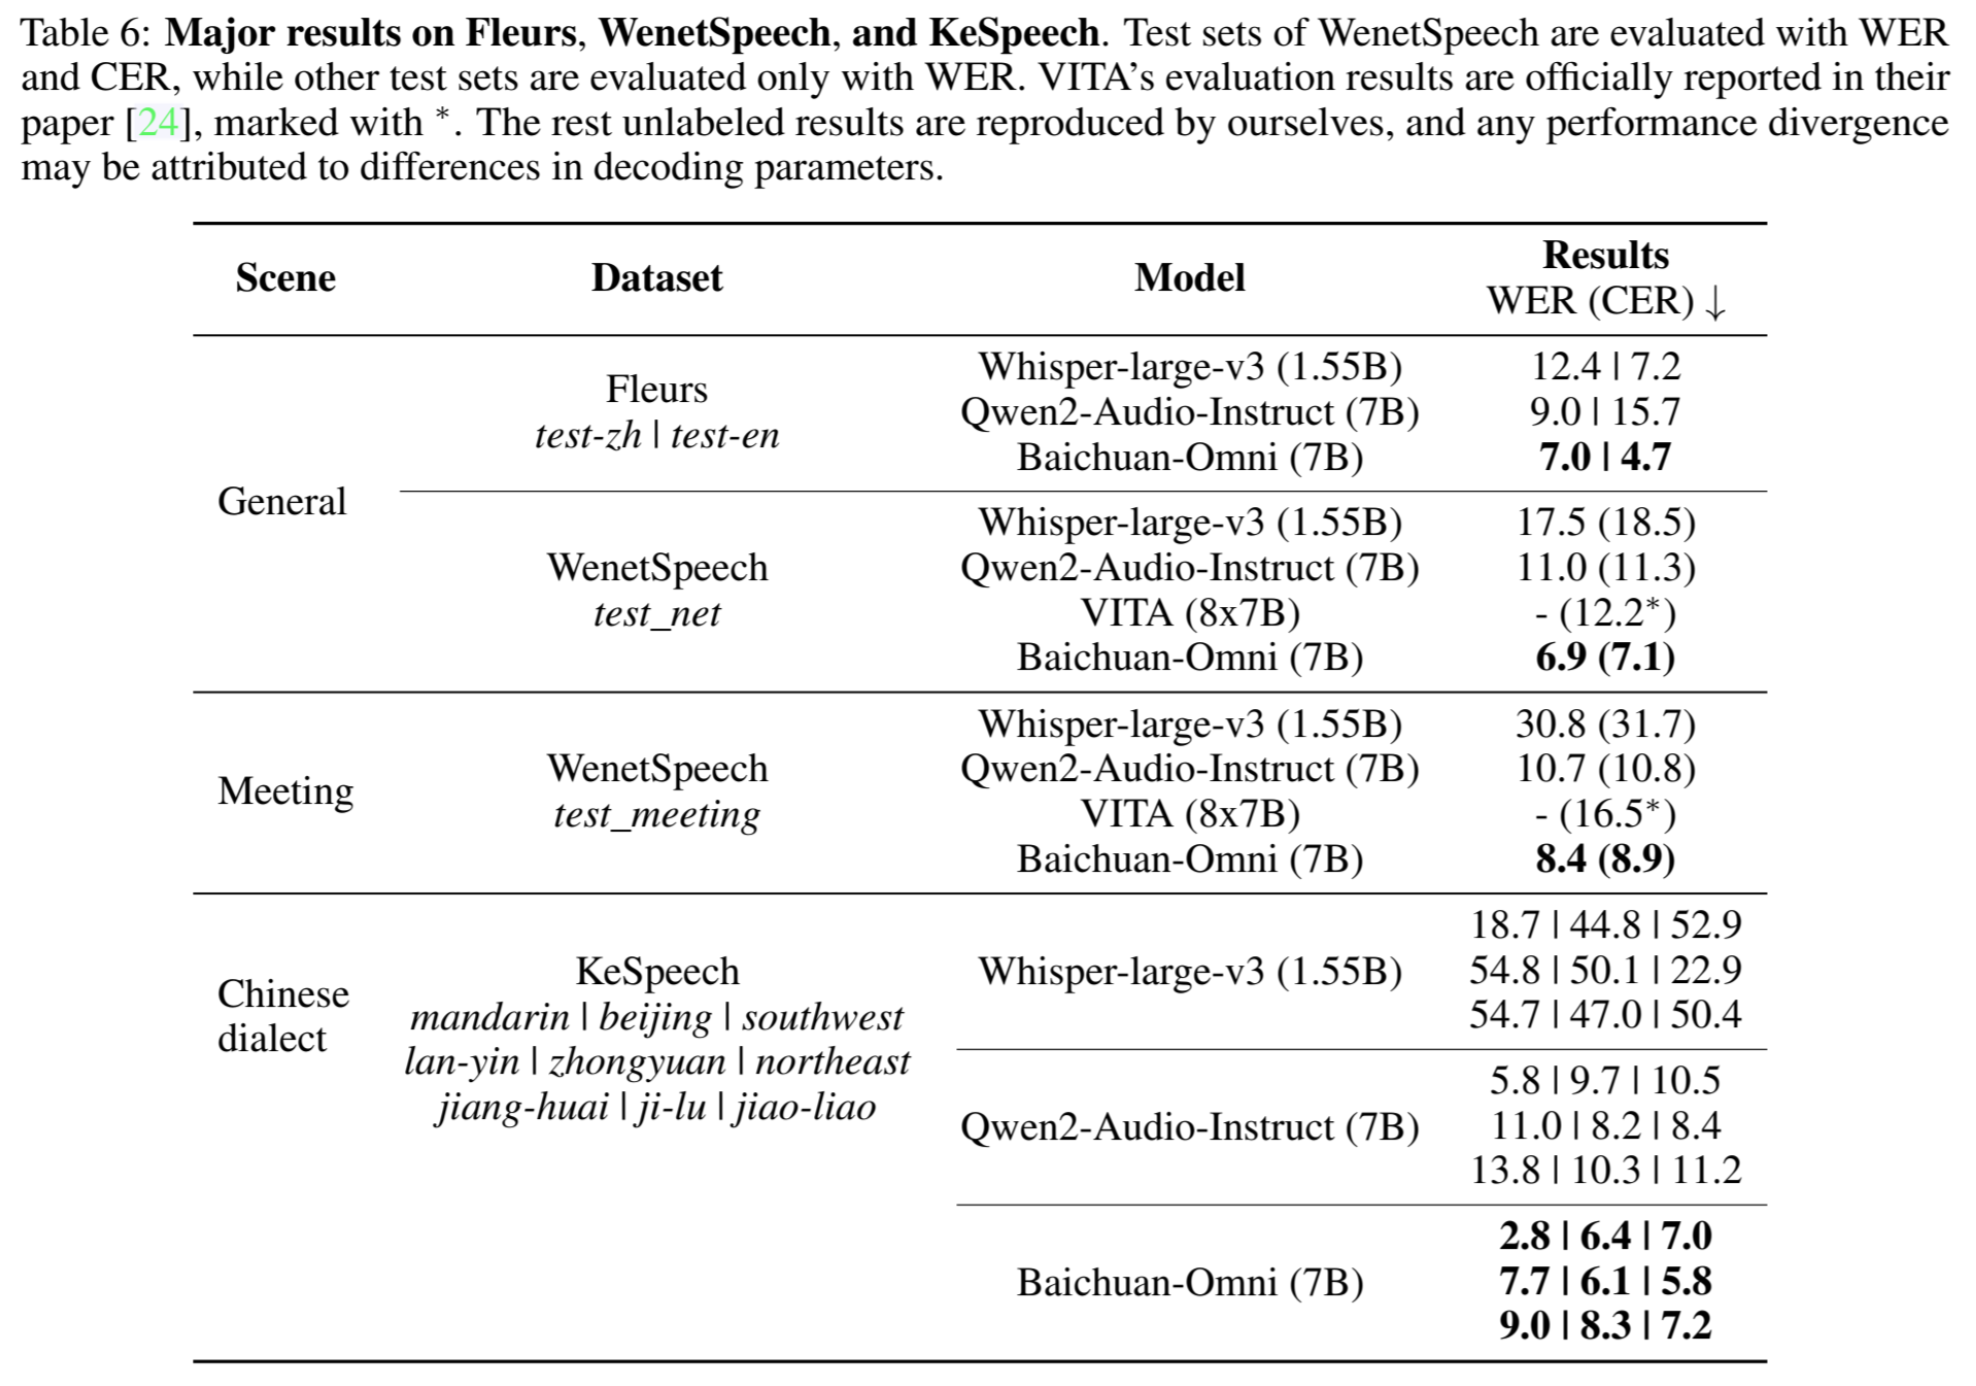 Table 6: Major results on Fleurs, WenetSpeech, and KeSpeech. Test sets of WenetSpeech are evaluated with WER
and CER, while other test sets are evaluated only with WER. VITA's evaluation results are officially reported in their
paper [24], marked with *. The rest unlabeled results are reproduced by ourselves, and any performance divergence
may be attributed to differences in decoding parameters.
Scene Dataset Model Results
WER (CER) ↓
General
Fleurs
test-zh | test-en
Whisper-large-v3 (1.55B) 12.4 | 7.2
Qwen2-Audio-Instruct (7B) 9.0 | 15.7
Baichuan-Omni (7B) 7.0 | 4.7
WenetSpeech
test_net
Whisper-large-v3 (1.55B) 17.5 (18.5)
Qwen2-Audio-Instruct (7B) 11.0 (11.3)
VITA (8x7B) - (12.2*)
Baichuan-Omni (7B) 6.9 (7.1)
Meeting
WenetSpeech
test_meeting
Whisper-large-v3 (1.55B) 30.8 (31.7)
Qwen2-Audio-Instruct (7B) 10.7 (10.8)
VITA (8x7B) - (16.5*)
Baichuan-Omni (7B) 8.4 (8.9)
Chinese
dialect
KeSpeech
mandarin | beijing | southwest
lan-yin | zhongyuan | northeast
jiang-huai | ji-lu | jiao-liao
Whisper-large-v3 (1.55B)
18.7 | 44.8 | 52.9
54.8 | 50.1 | 22.9
54.7 | 47.0 | 50.4
Qwen2-Audio-Instruct (7B)
5.8 | 9.7 | 10.5
11.0 | 8.2 | 8.4
13.8 | 10.3 | 11.2
Baichuan-Omni (7B)
2.8 | 6.4 | 7.0
7.7 | 6.1 | 5.8
9.0 | 8.3 | 7.2